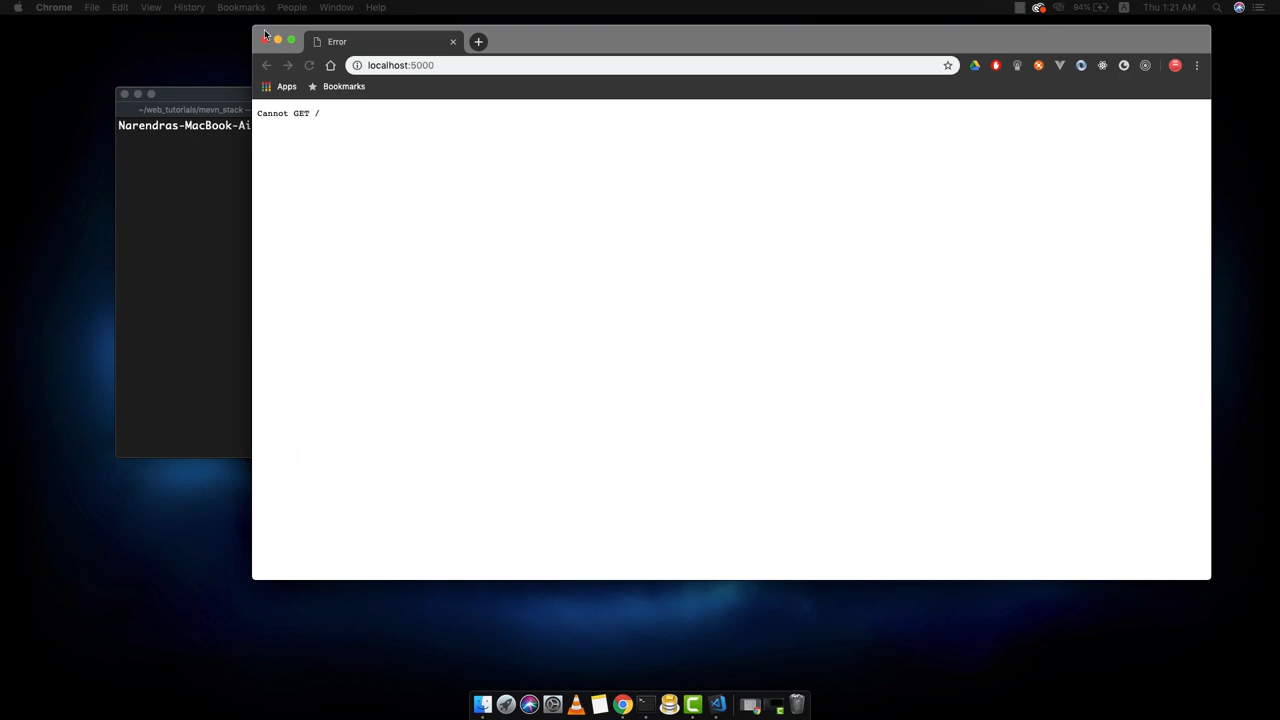 Chrome File Edit View History Bookmarks People Window Help 94% A Thu 1:21 AM
Error
localhost:5000
Apps Bookmarks
Cannot GET /
~/web_tutorials/mevn_stack —
Narendras-MacBook-Ai